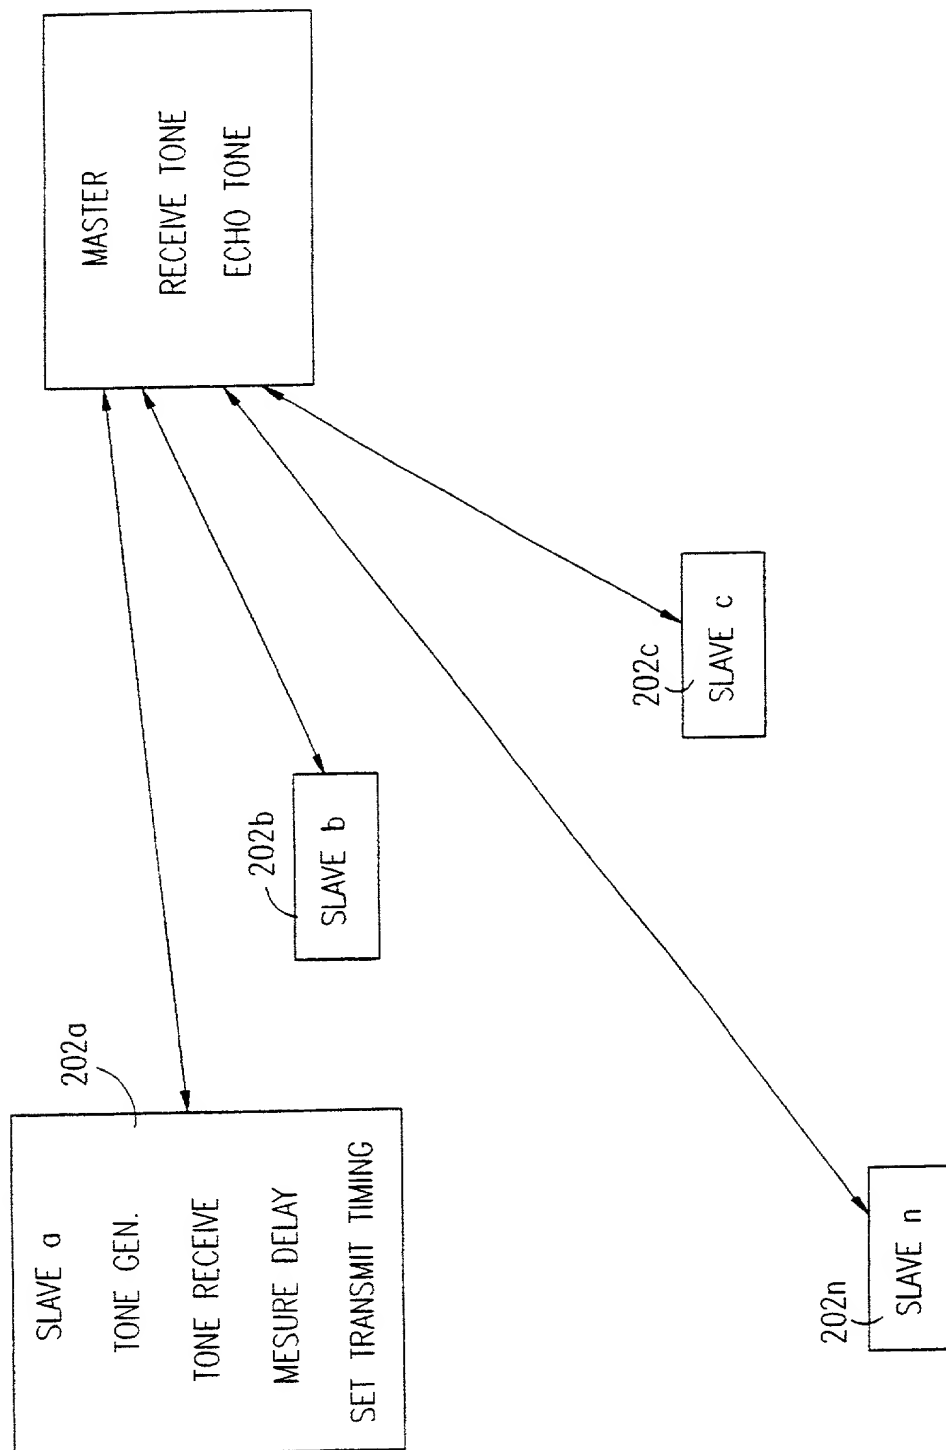 MASTER
RECEIVE TONE
ECHO TONE
202a
SLAVE a
TONE GEN.
TONE RECEIVE
MESURE DELAY
SET TRANSMIT TIMING
202b
SLAVE b
202c
SLAVE c
202n
SLAVE n